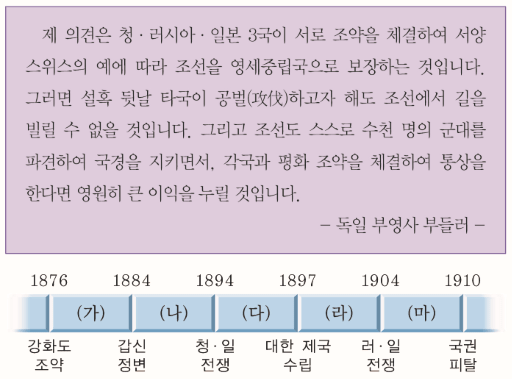 제 의견은 청·러시아·일본 3국이 서로 조약을 체결하여 서양
스위스의 예에 따라 조선을 영세중립국으로 보장하는 것입니다.
그러면 설혹 뒷날 타국이 공벌(攻伐)하고자 해도 조선에서 길을
빌릴 수 없을 것입니다. 그리고 조선도 스스로 수천 명의 군대를
파견하여 국경을 지키면서, 각국과 평화 조약을 체결하여 통상을
한다면 영원히 큰 이익을 누릴 것입니다.
- 독일 부영사 부들러 -
1876 1884 1894 1897 1904 1910
(가) (나) (다) (라) (마)
강화도 갑신 청·일 대한 제국 러·일 국권
조약 정변 전쟁 수립 전쟁 피탈